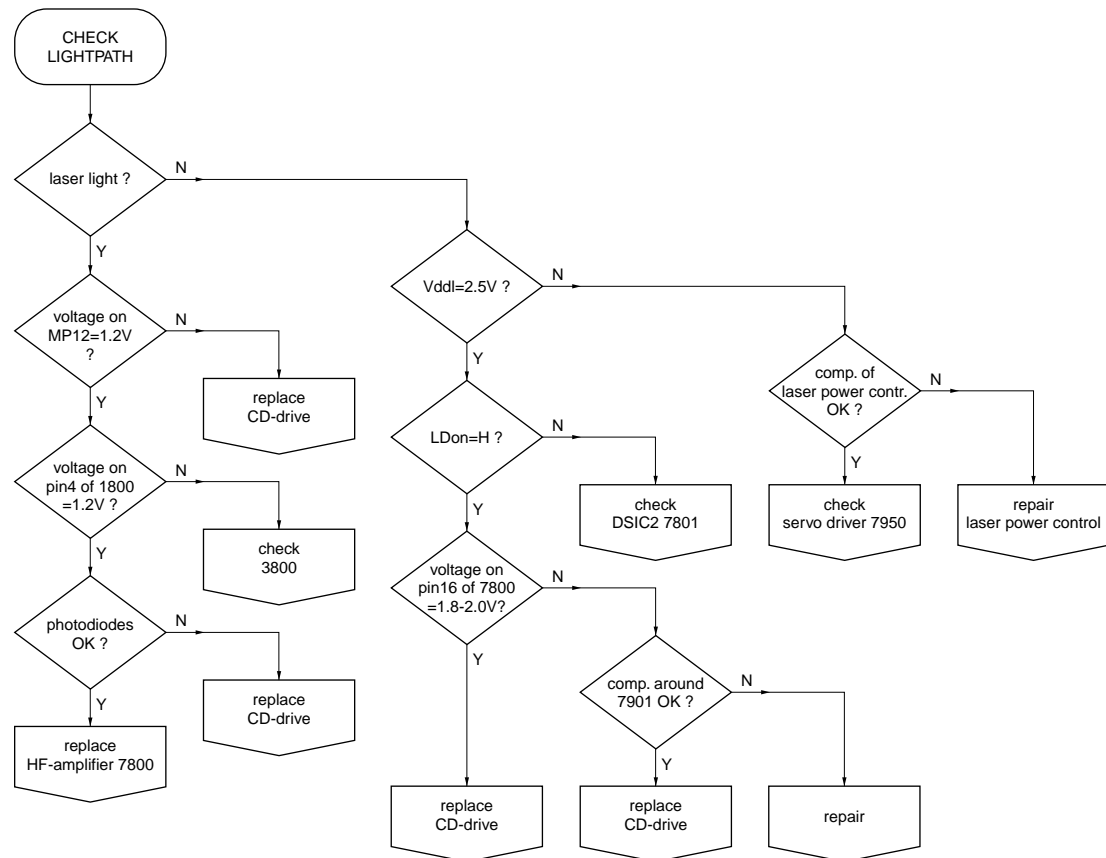 CHECK
LIGHTPATH
laser light ?
N
Y
Vddl=2.5V ?
N
Y
voltage on
MP12=1.2V
?
N
Y
replace
CD-drive
comp. of
laser power contr.
OK ?
N
Y
LDon=H ?
N
Y
voltage on
pin4 of 1800
=1.2V ?
N
Y
check
3800
check
DSIC2 7801
check
servo driver 7950
repair
laser power control
voltage on
pin16 of 7800
=1.8-2.0V?
N
Y
photodiodes
OK ?
N
Y
replace
CD-drive
comp. around
7901 OK ?
N
Y
replace
HF-amplifier 7800
replace
CD-drive
replace
CD-drive
repair